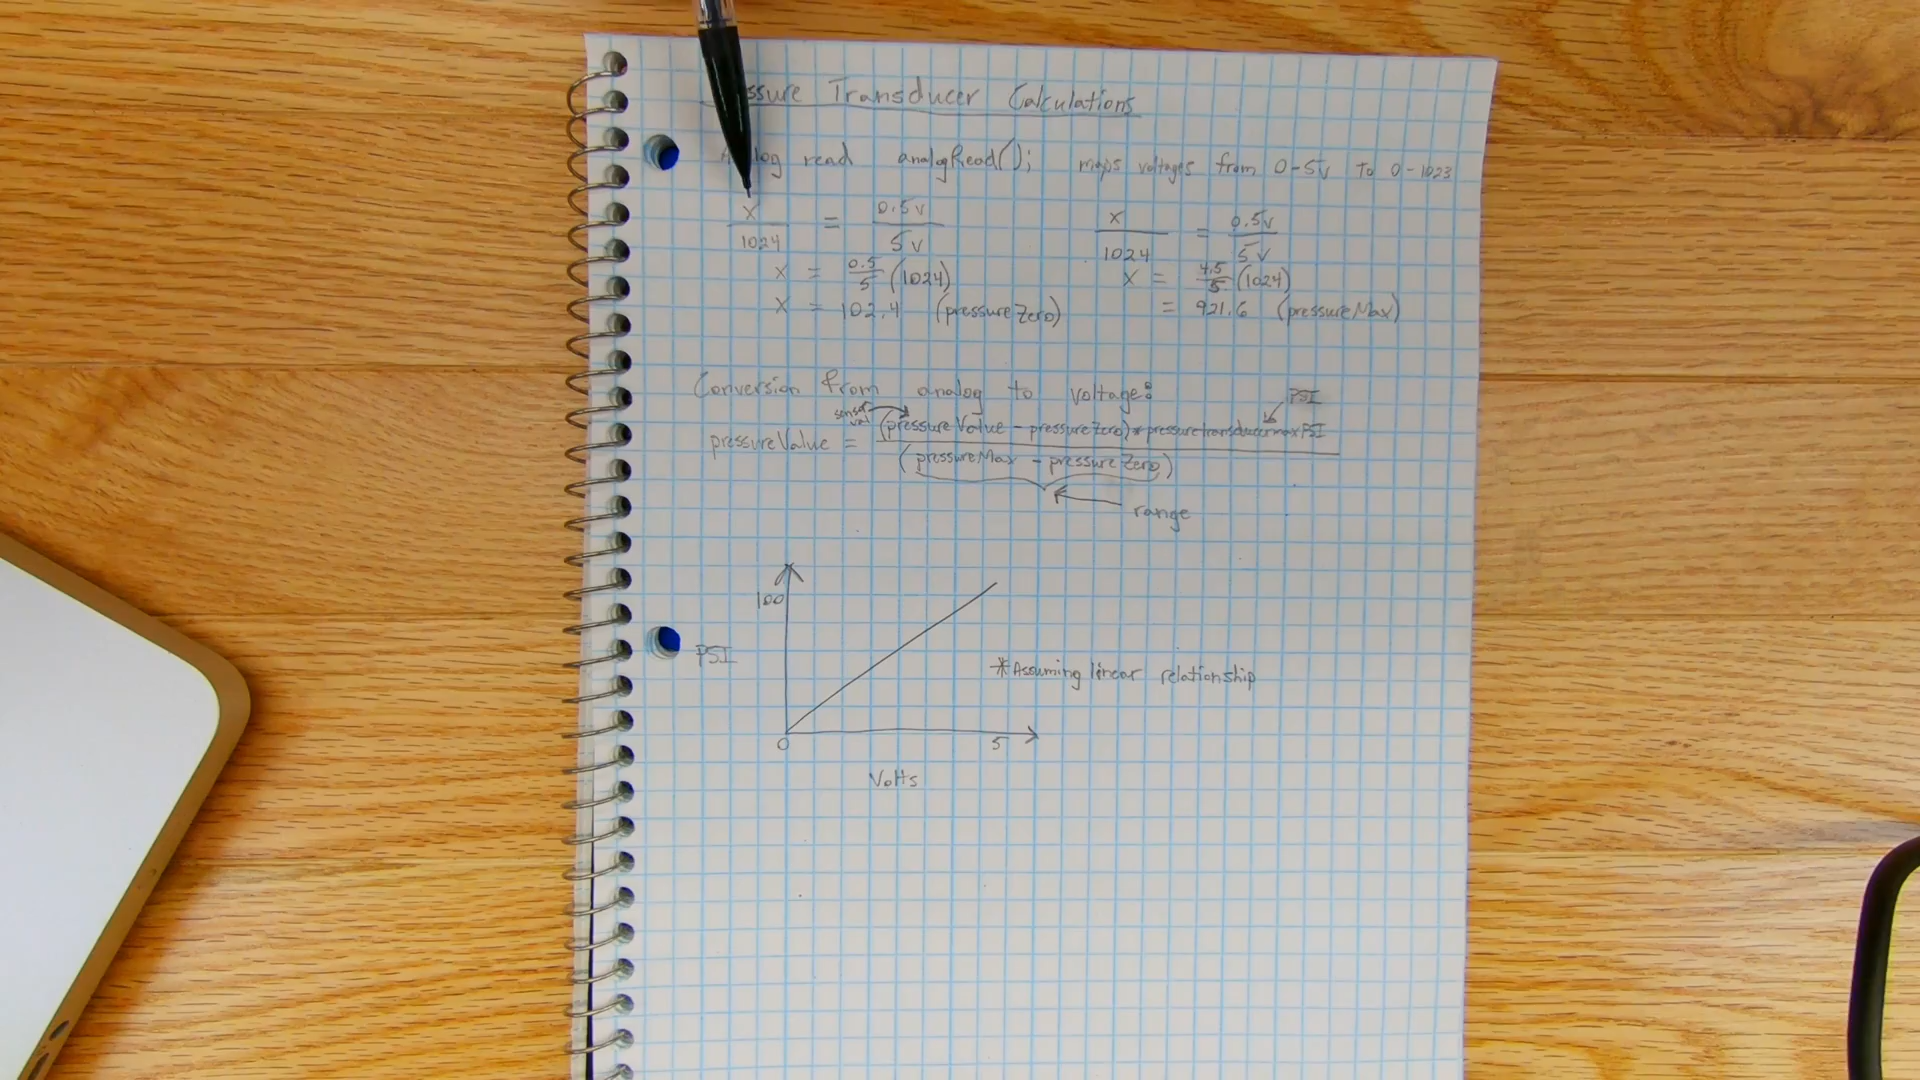 ssure Transducer Calculations
Analog read analogRead(); maps voltages from 0-5v to 0-1023
x/1024 = 0.5v/5v
x = 0.5/5 (1024)
x = 102.4 (pressureZero)
x/1024 = 0.5v/5v
x = 4.5/5 (1024)
= 921.6 (pressureMax)
Conversion from analog to voltage:
PSI
sensor val
pressureValue = (pressureValue - pressureZero) * pressuretransducermaxPSI
(pressureMax - pressureZero)
range
100
PSI
*Assuming linear relationship
0 5
Volts